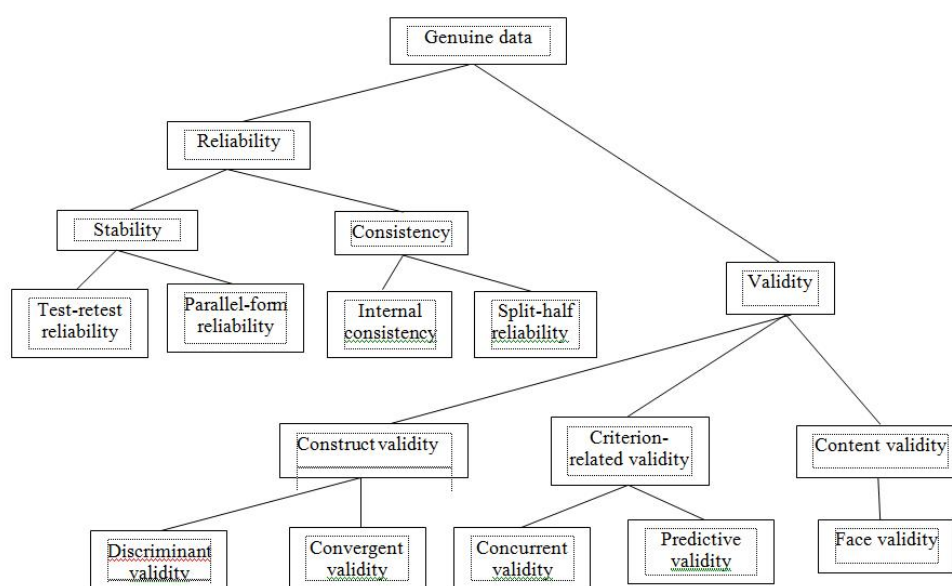 Genuine data
Reliability
Stability
Consistency
Validity
Test-retest
reliability
Parallel-form
reliability
Internal
consistency
Split-half
reliability
Construct validity
Criterion-
related validity
Content validity
Discriminant
validity
Convergent
validity
Concurrent
validity
Predictive
validity
Face validity